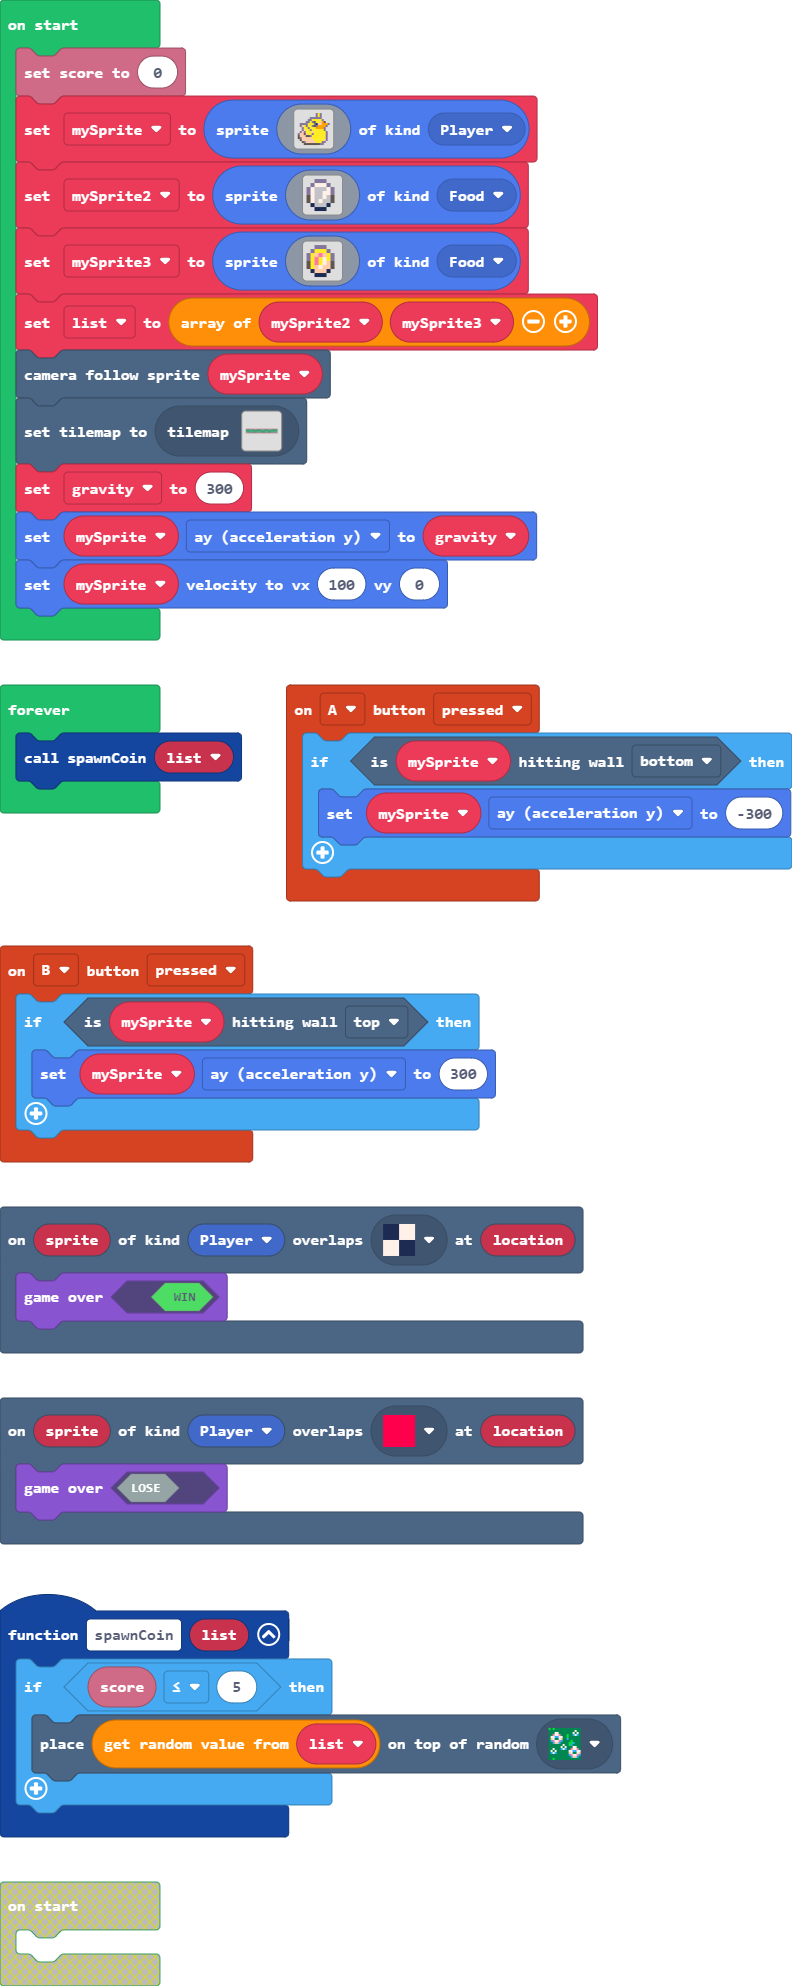 on start
set score to 0
set mySprite to sprite of kind Player
set mySprite2 to sprite of kind Food
set mySprite3 to sprite of kind Food
set list to array of mySprite2 mySprite3
camera follow sprite mySprite
set tilemap to tilemap
set gravity to 300
set mySprite ay (acceleration y) to gravity
set mySprite velocity to vx 100 vy 0
forever
call spawnCoin list
on A button pressed
if is mySprite hitting wall bottom then
set mySprite ay (acceleration y) to -300
on B button pressed
if is mySprite hitting wall top then
set mySprite ay (acceleration y) to 300
on sprite of kind Player overlaps at location
game over WIN
on sprite of kind Player overlaps at location
game over LOSE
function spawnCoin list
if score ≤ 5 then
place get random value from list on top of random
on start